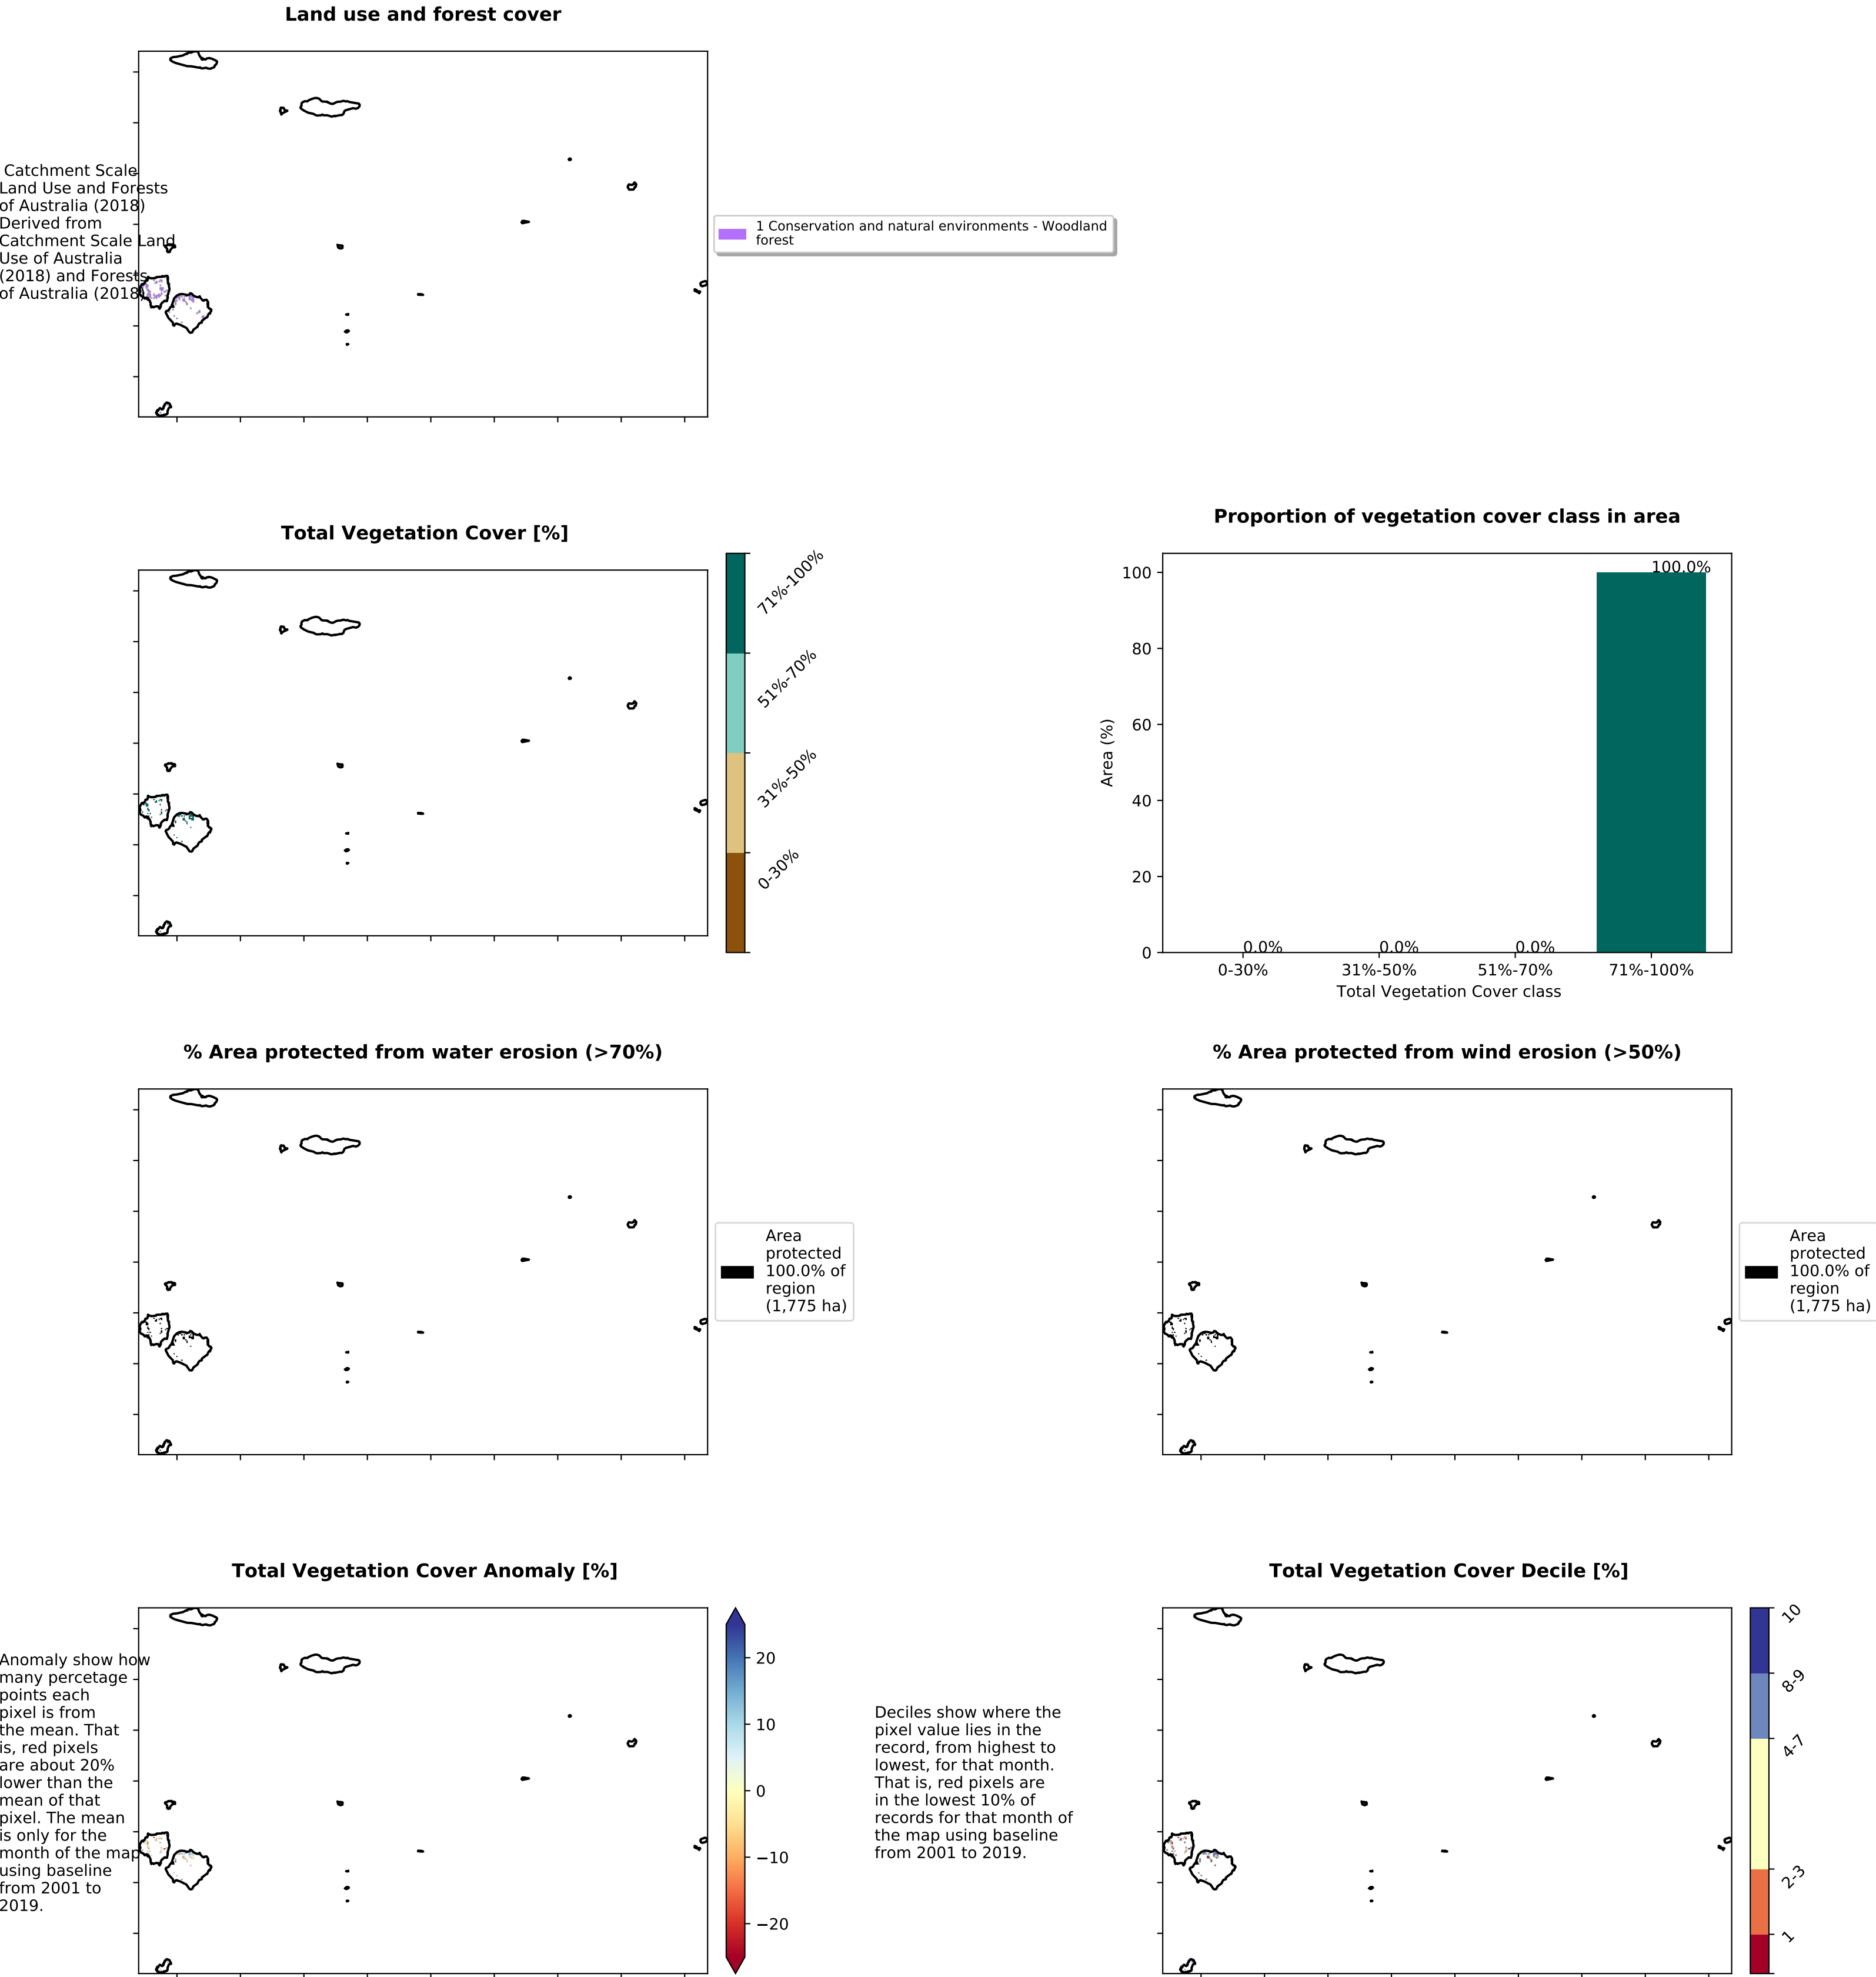 Land use and forest cover
Catchment Scale
Land Use and Forests
of Australia (2018)
Derived from
Catchment Scale Land
Use of Australia
(2018) and Forests
of Australia (2018)
1 Conservation and natural environments - Woodland
forest
Total Vegetation Cover [%]
71%-100%
51%-70%
31%-50%
0-30%
Proportion of vegetation cover class in area
100
80
60
40
20
0
Area (%)
0.0%
0.0%
0.0%
100.0%
0-30%
31%-50%
51%-70%
71%-100%
Total Vegetation Cover class
% Area protected from water erosion (>70%)
Area
protected
100.0% of
region
(1,775 ha)
% Area protected from wind erosion (>50%)
Area
protected
100.0% of
region
(1,775 ha)
Total Vegetation Cover Anomaly [%]
Anomaly show how
many percetage
points each
pixel is from
the mean. That
is, red pixels
are about 20%
lower than the
mean of that
pixel. The mean
is only for the
month of the map
using baseline
from 2001 to
2019.
20
10
0
−10
−20
Deciles show where the
pixel value lies in the
record, from highest to
lowest, for that month.
That is, red pixels are
in the lowest 10% of
records for that month of
the map using baseline
from 2001 to 2019.
Total Vegetation Cover Decile [%]
10
8-9
4-7
2-3
1